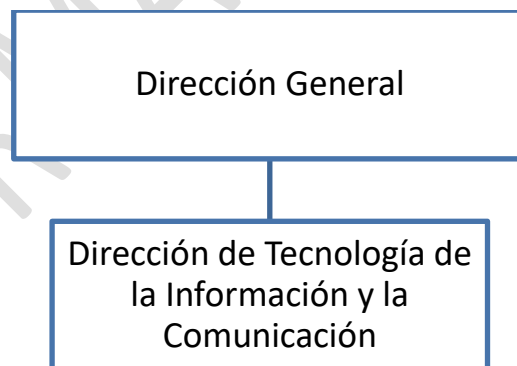 Dirección General
Dirección de Tecnología de
la Información y la
Comunicación